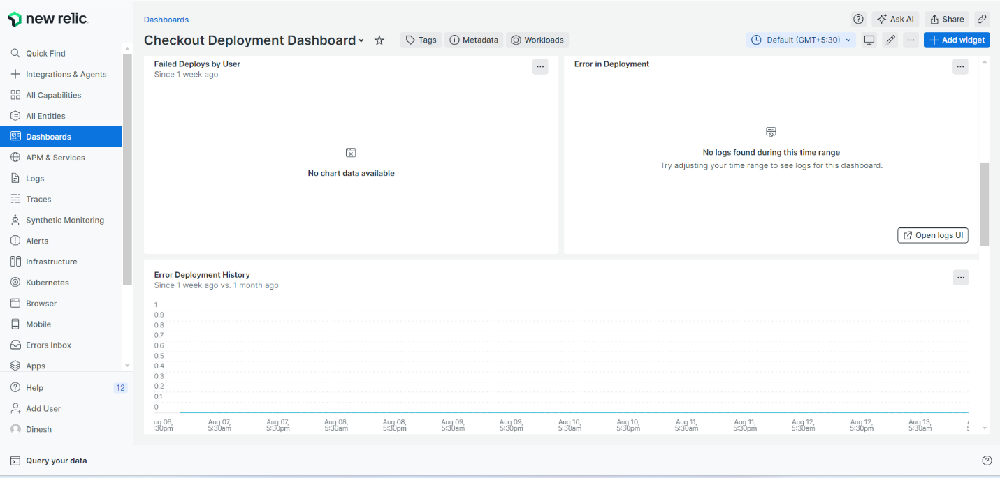 new relic.
Quick Find
Integrations & Agents
All Capabilities
All Entities
Dashboards
APM & Services
Logs
Traces
Synthetic Monitoring
Alerts
Infrastructure
Kubernetes
Browser
Mobile
Errors Inbox
Apps
Help 12
Add User
Dinesh
Dashboards
Ask AI Share
Checkout Deployment Dashboard Tags Metadata Workloads Default (GMT+5:30) Add widget
Failed Deploys by User
Since 1 week ago
No chart data available
Error in Deployment
No logs found during this time range
Try adjusting your time range to see logs for this dashboard.
Open logs UI
Error Deployment History
Since 1 week ago vs. 1 month ago
1
0.9
0.8
0.7
0.6
0.5
0.4
0.3
0.2
0.1
0
ug 06, Aug 07, Aug 07, Aug 08, Aug 08, Aug 09, Aug 09, Aug 10, Aug 10, Aug 11, Aug 11, Aug 12, Aug 12, Aug 13,
:30pm 5:30am 5:30pm 5:30am 5:30pm 5:30am 5:30pm 5:30am 5:30pm 5:30am 5:30pm 5:30am 5:30pm 5:30am
Query your data